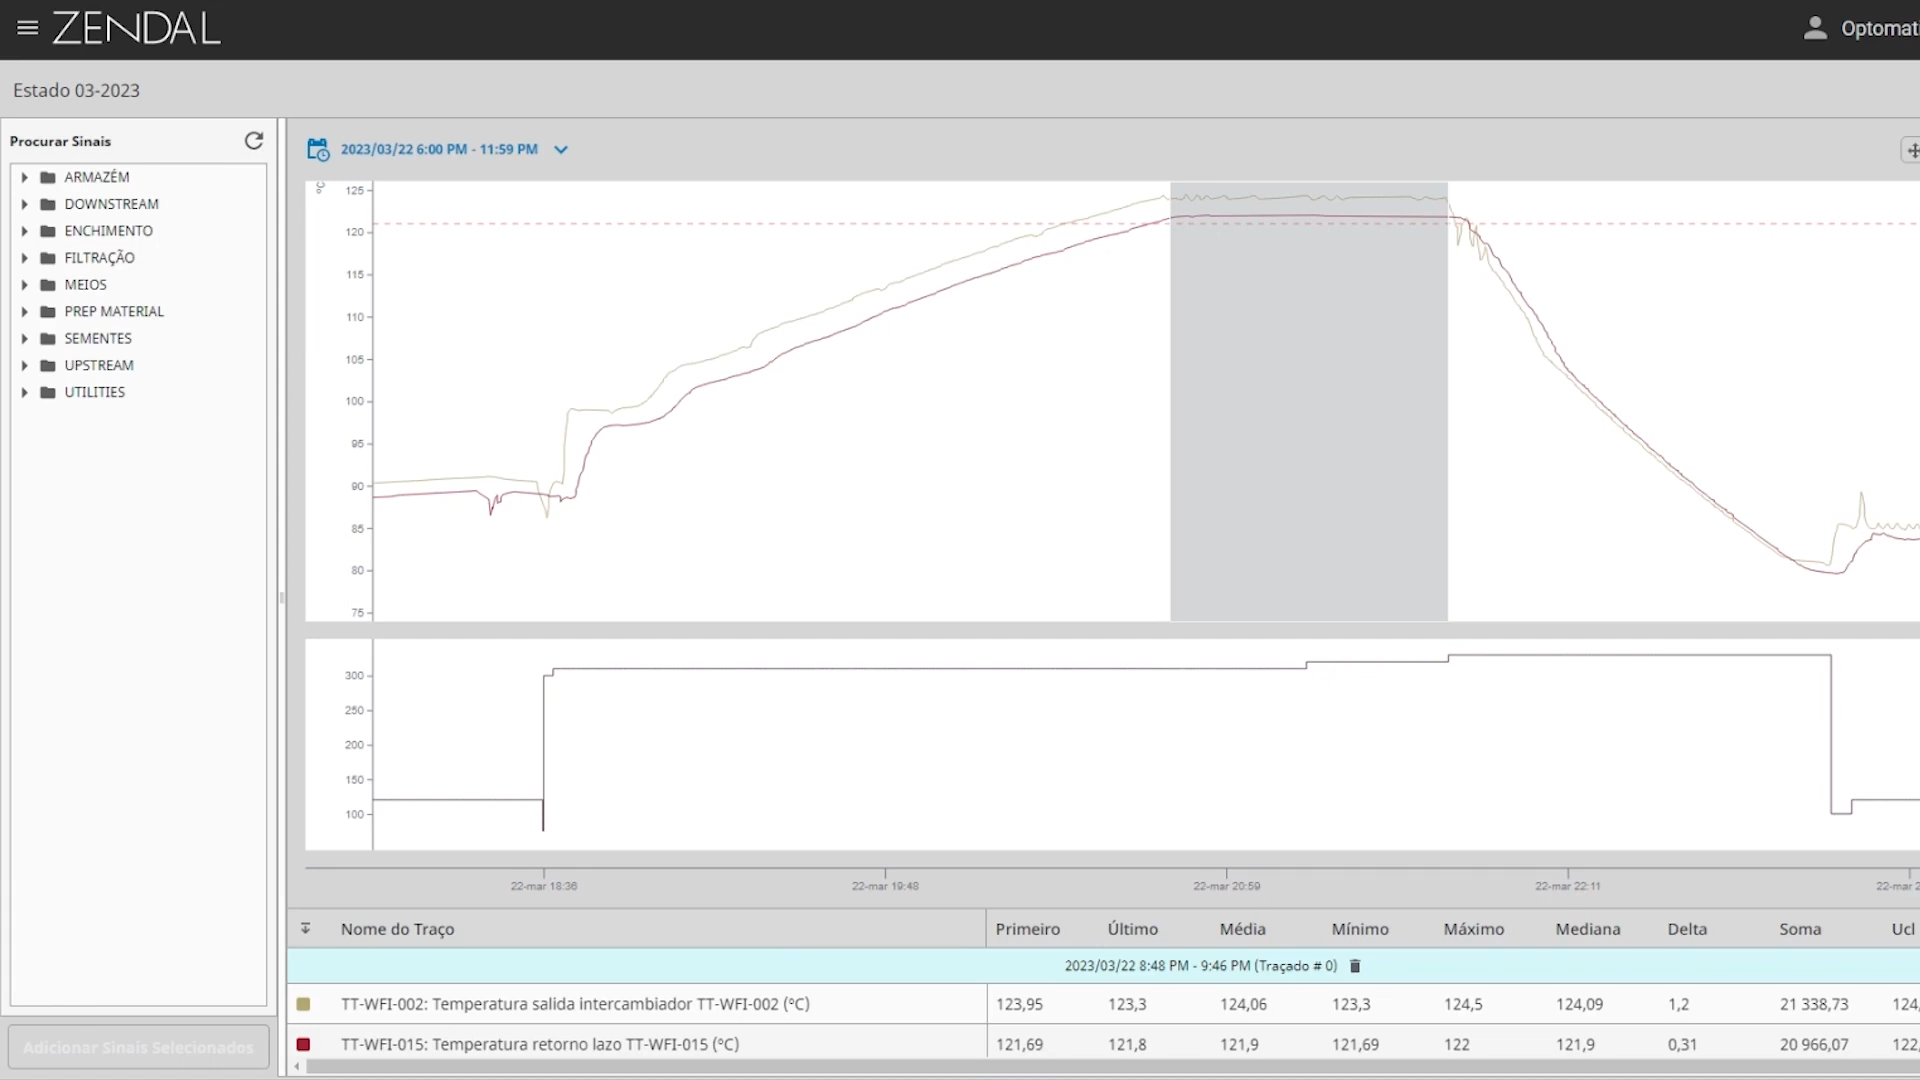 ZENDAL
Optomati
Estado 03-2023
Procurar Sinais
ARMAZÉM
DOWNSTREAM
ENCHIMENTO
FILTRAÇÃO
MEIOS
PREP MATERIAL
SEMENTES
UPSTREAM
UTILITIES
Adicionar Sinais Selecionados
2023/03/22 6:00 PM - 11:59 PM
°C
125
120
115
110
105
100
95
90
85
80
75
300
250
200
150
100
22-mar 18:36
22-mar 19:48
22-mar 20:59
22-mar 22:11
22-mar 2
Nome do Traço Primeiro Último Média Mínimo Máximo Mediana Delta Soma Ucl
2023/03/22 8:48 PM - 9:46 PM (Traçado # 0)
TT-WFI-002: Temperatura salida intercambiador TT-WFI-002 (°C) 123,95 123,3 124,06 123,3 124,5 124,09 1,2 21 338,73 124,
TT-WFI-015: Temperatura retorno lazo TT-WFI-015 (°C) 121,69 121,8 121,9 121,69 122 121,9 0,31 20 966,07 122,